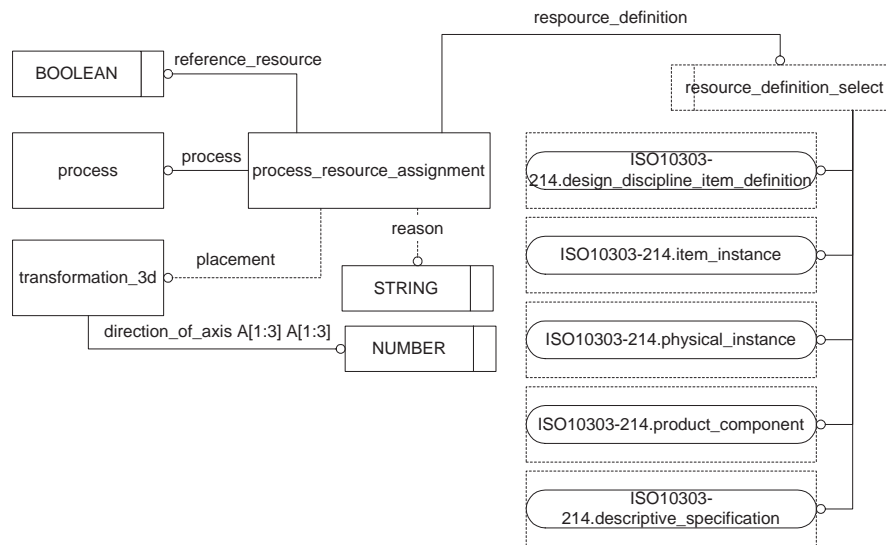 respource_definition
reference_resource
BOOLEAN
resource_definition_select
process
process
process_resource_assignment
ISO10303-
214.design_discipline_item_definition
reason
placement
transformation_3d
STRING
ISO10303-214.item_instance
direction_of_axis A[1:3] A[1:3]
NUMBER
ISO10303-214.physical_instance
ISO10303-214.product_component
ISO10303-
214.descriptive_specification